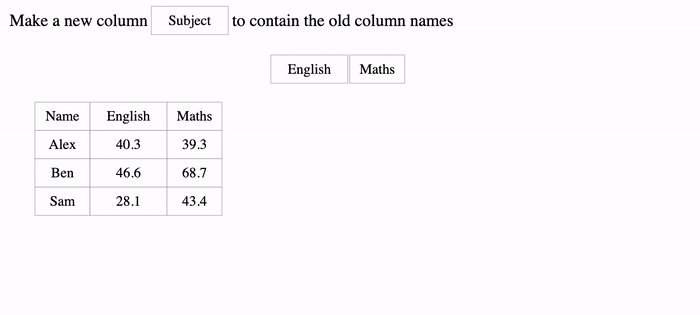 Make a new column Subject to contain the old column names
English Maths
Name English Maths
Alex 40.3 39.3
Ben 46.6 68.7
Sam 28.1 43.4